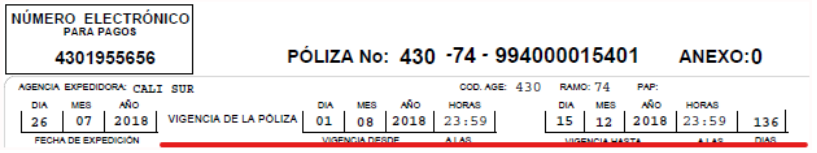 NÚMERO ELECTRÓNICO
PARA PAGOS
4301955656
PÓLIZA No: 430 -74 - 994000015401 ANEXO:0
AGENCIA EXPEDIDORA: CALI SUR COD. AGE: 430 RAMO: 74 PAP:
DIA MES AÑO DIA MES AÑO HORAS DIA MES AÑO HORAS
26 07 2018 VIGENCIA DE LA PÓLIZA 01 08 2018 23:59 15 12 2018 23:59 136
FECHA DE EXPEDICIÓN VIGENCIA DESDE A LAS VIGENCIA HASTA A LAS DIAS